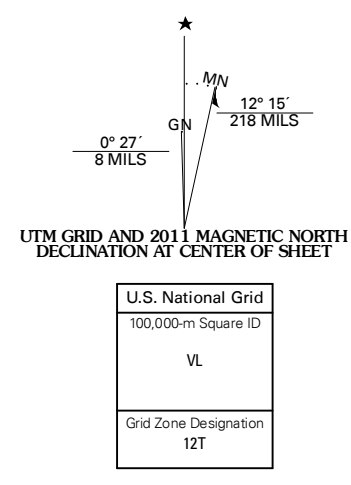 ★
MN
GN
12° 15´
218 MILS
0° 27´
8 MILS
UTM GRID AND 2011 MAGNETIC NORTH
DECLINATION AT CENTER OF SHEET
U.S. National Grid
100,000-m Square ID
VL
Grid Zone Designation
12T